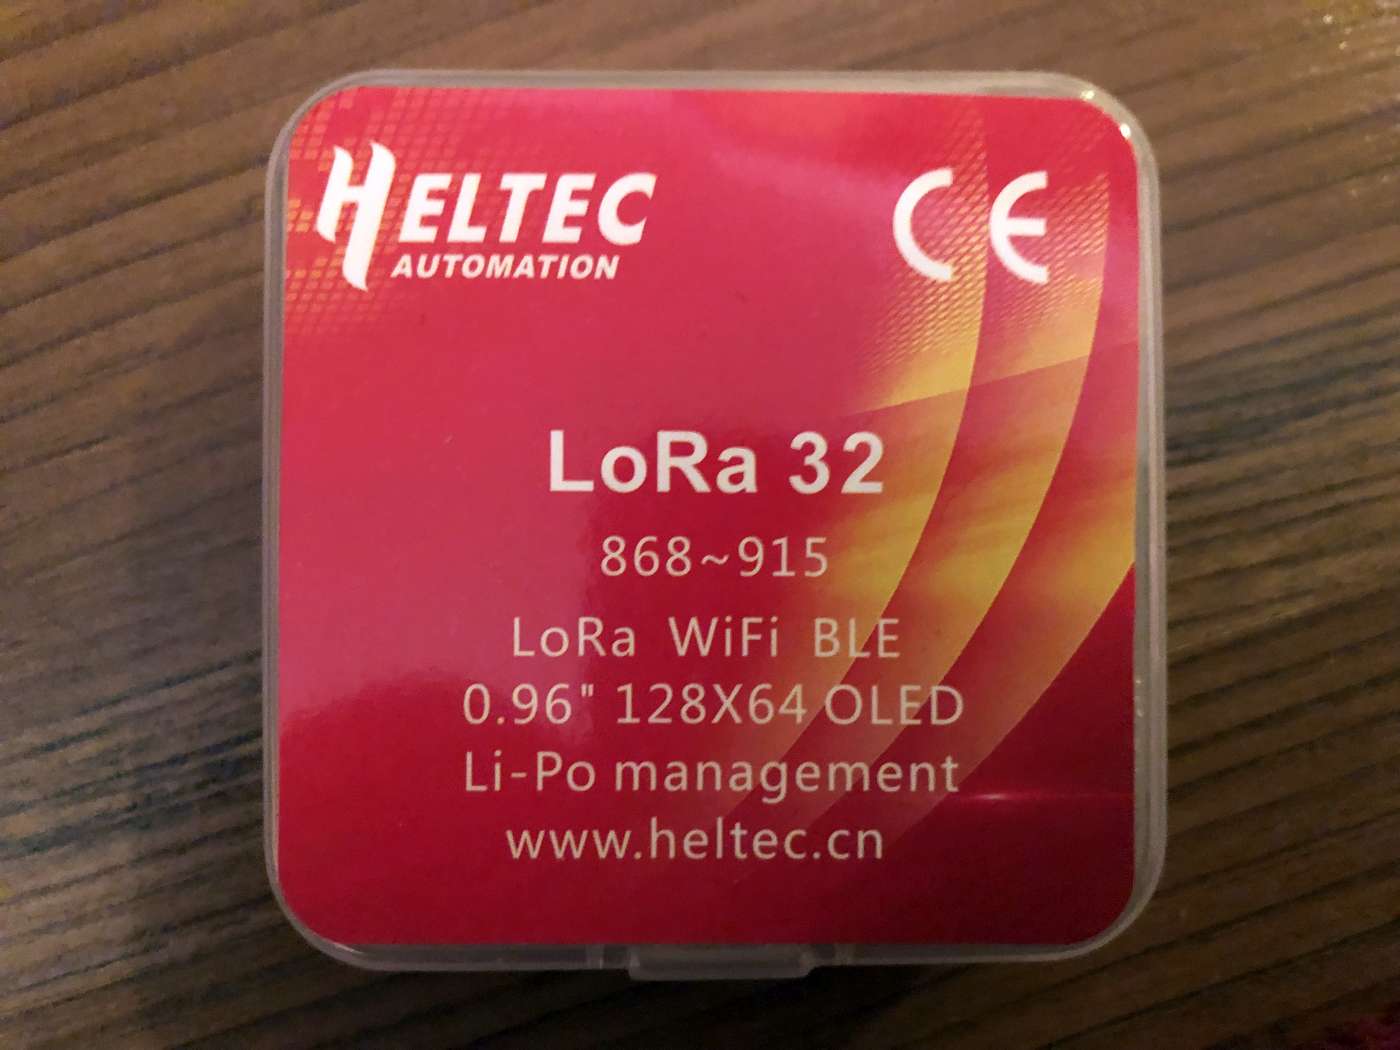 HELTEC
AUTOMATION
CE
LoRa 32
868~915
LoRa WiFi BLE
0.96" 128X64 OLED
Li-Po management
www.heltec.cn